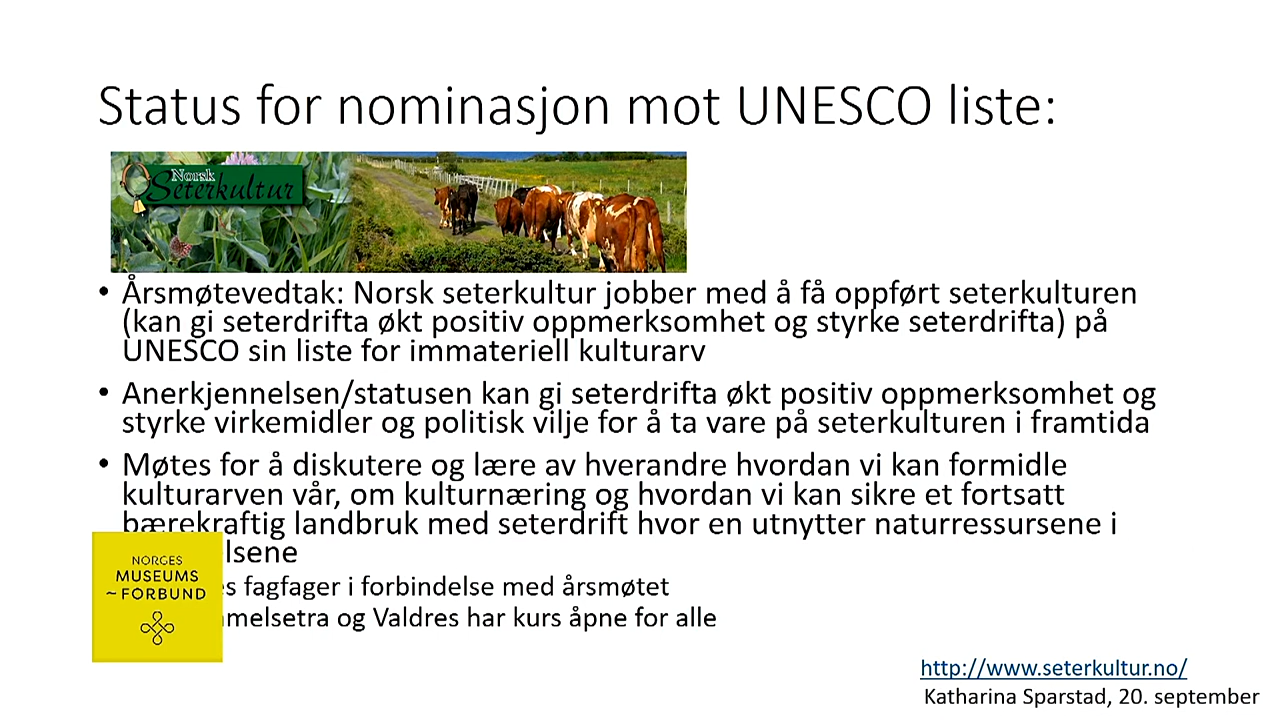 Status for nominasjon mot UNESCO liste:
Norsk
Seterkultur
• Årsmøtevedtak: Norsk seterkultur jobber med å få oppført seterkulturen
(kan gi seterdrifta økt positiv oppmerksomhet og styrke seterdrifta) på
UNESCO sin liste for immateriell kulturarv
• Anerkjennelsen/statusen kan gi seterdrifta økt positiv oppmerksomhet og
styrke virkemidler og politisk vilje for å ta vare på seterkulturen i framtida
• Møtes for å diskutere og lære av hverandre hvordan vi kan formidle
kulturarven vår, om kulturnæring og hvordan vi kan sikre et fortsatt
bærekraftig landbruk med seterdrift hvor en utnytter naturressursene i
fagfager i forbindelse med årsmøtet
og Valdres har kurs åpne for alle
NORGES
MUSEUMS
~FORBUND
http://www.seterkultur.no/
Katharina Sparstad, 20. september